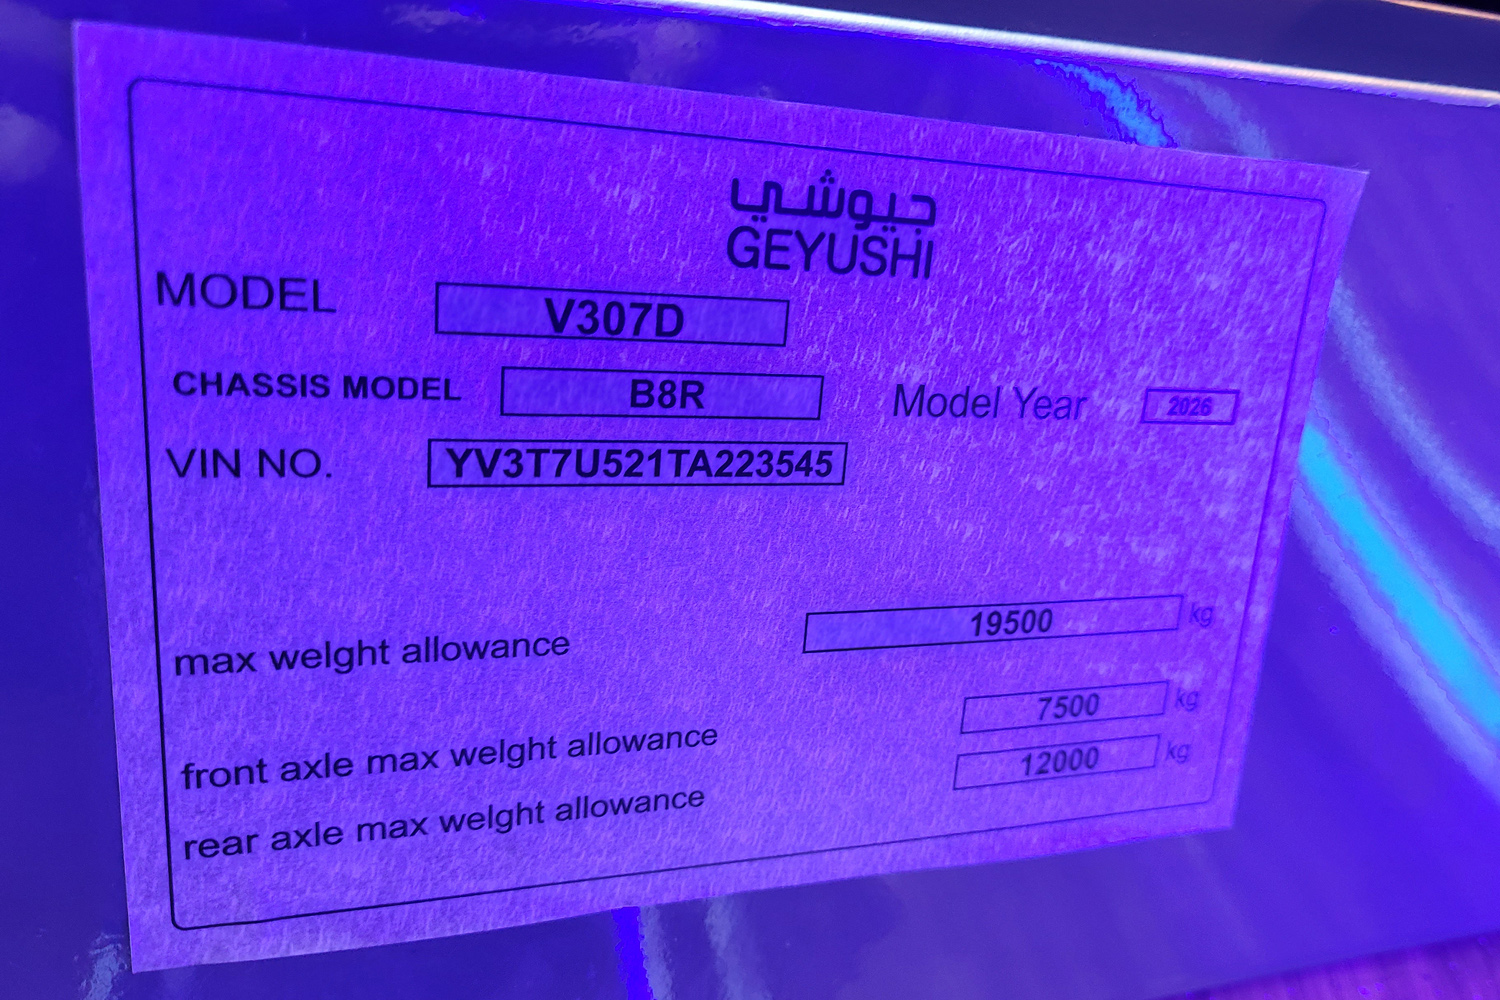 جيوشي
GEYUSHI
MODEL V307D
CHASSIS MODEL B8R Model Year 2026
VIN NO. YV3T7U521TA223545
max weight allowance 19500 kg
front axle max weight allowance 7500 kg
rear axle max weight allowance 12000 kg